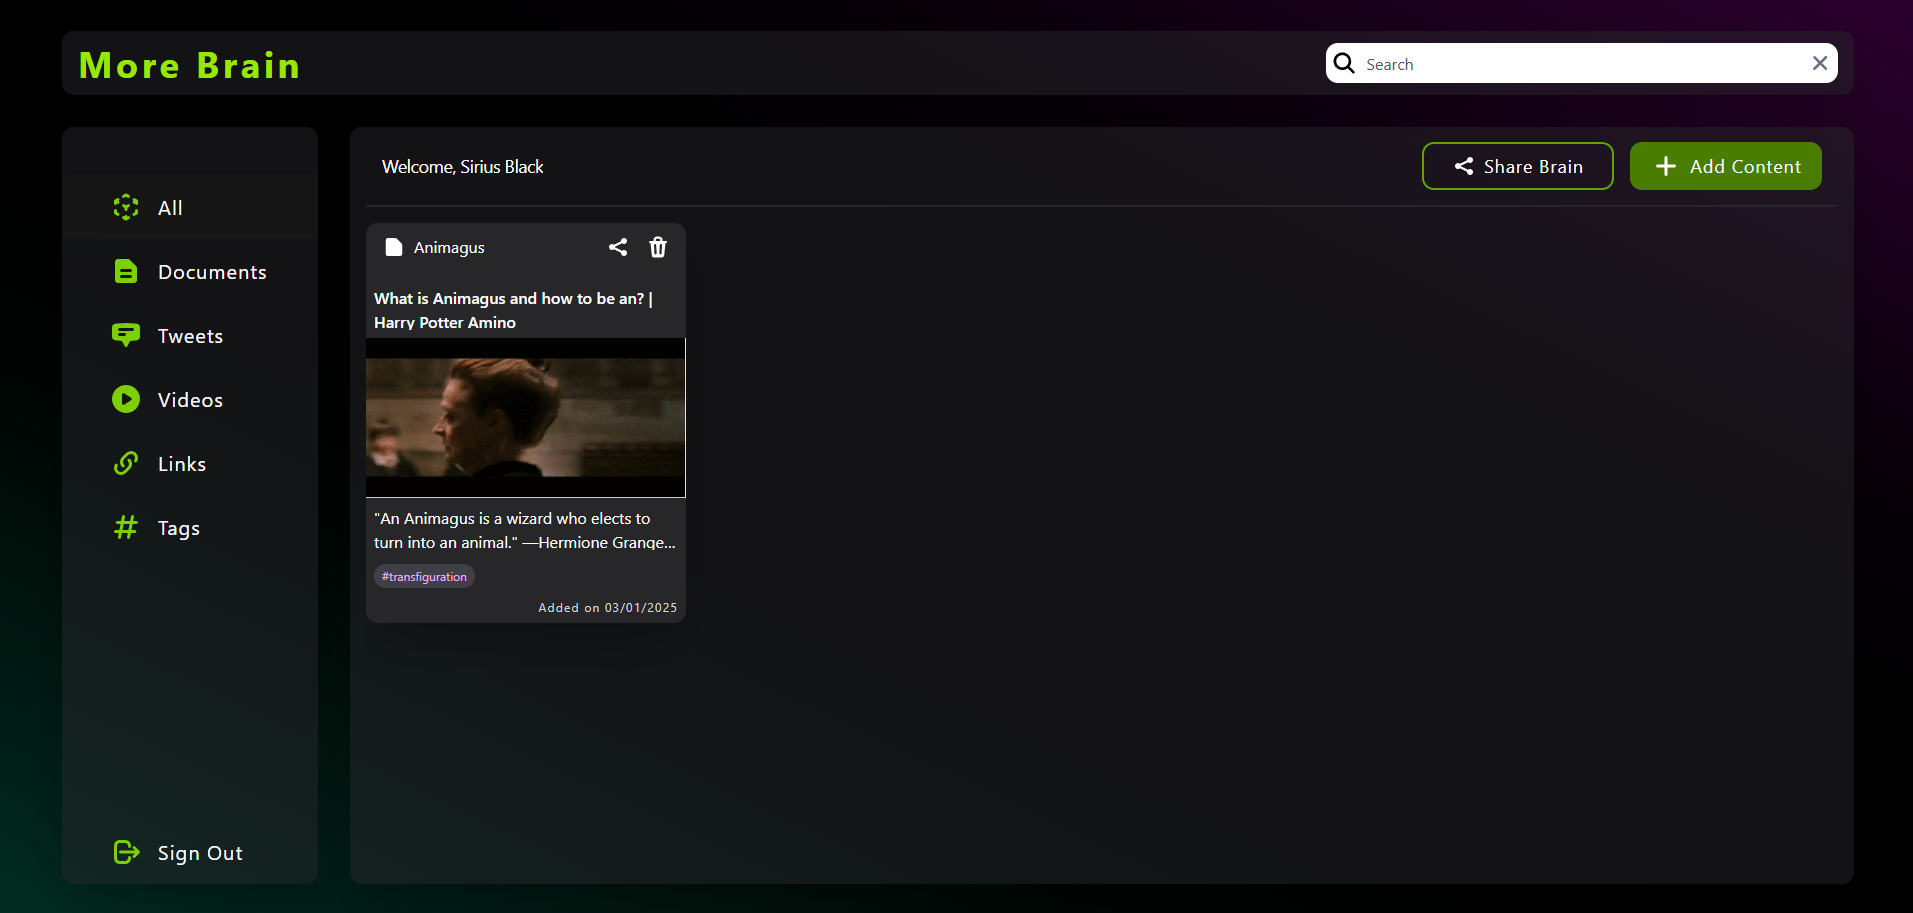 More Brain
Search
All
Documents
Tweets
Videos
Links
Tags
Sign Out
Welcome, Sirius Black
Share Brain
Add Content
Animagus
What is Animagus and how to be an? |
Harry Potter Amino
"An Animagus is a wizard who elects to
turn into an animal." —Hermione Grange...
#transfiguration
Added on 03/01/2025